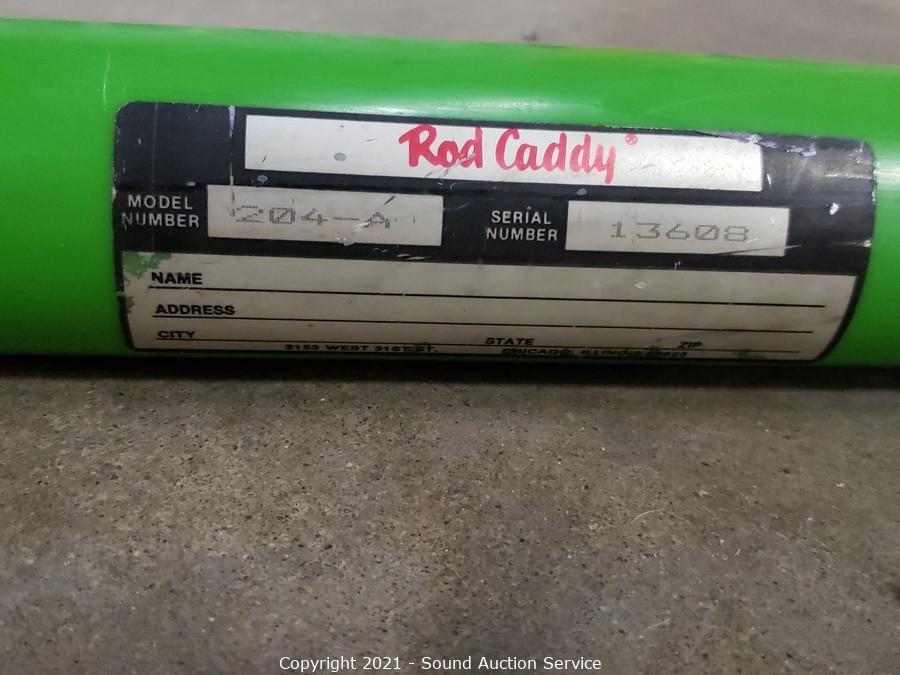 Rod Caddy®
MODEL NUMBER 204-A SERIAL NUMBER 13608
NAME
ADDRESS
CITY STATE ZIP
3153 WEST 31ST ST. CHICAGO, ILLINOIS 60623
Copyright 2021 - Sound Auction Service